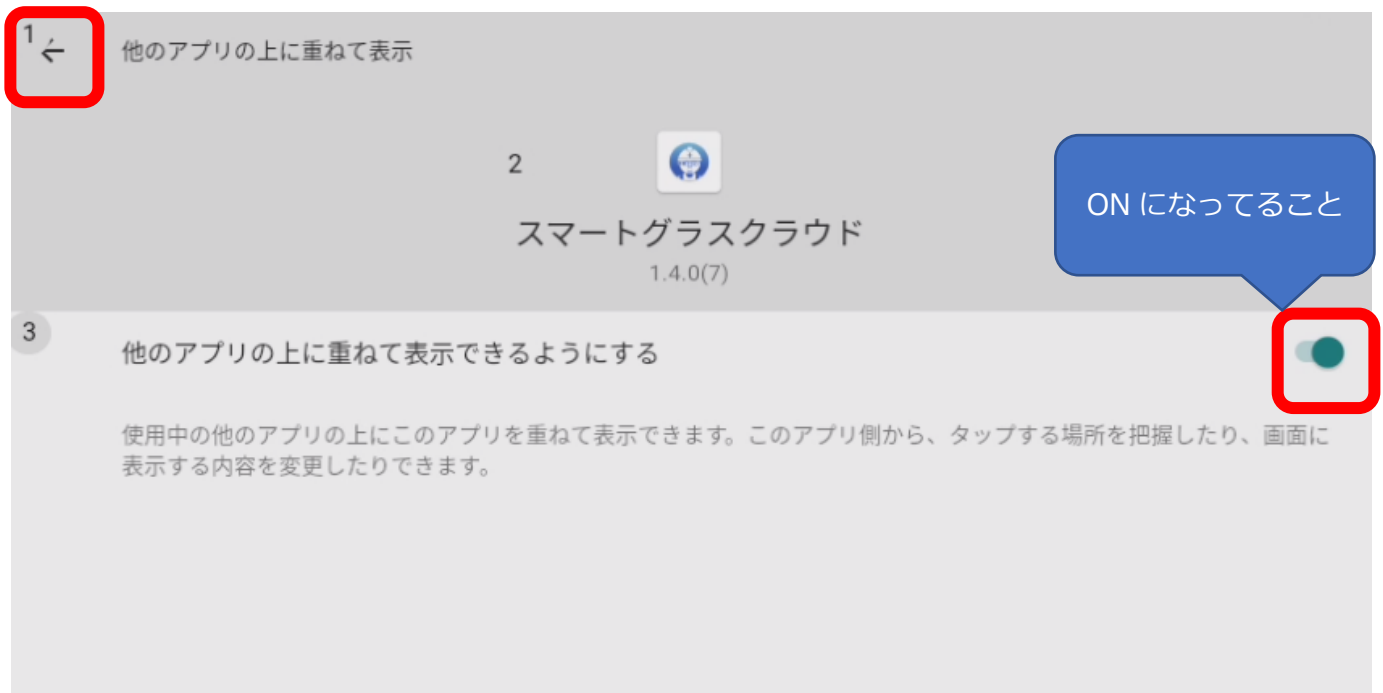 1
他のアプリの上に重ねて表示
2
ON になってること
スマートグラスクラウド
1.4.0(7)
3
他のアプリの上に重ねて表示できるようにする
使用中の他のアプリの上にこのアプリを重ねて表示できます。このアプリ側から、タップする場所を把握したり、画面に
表示する内容を変更したりできます。